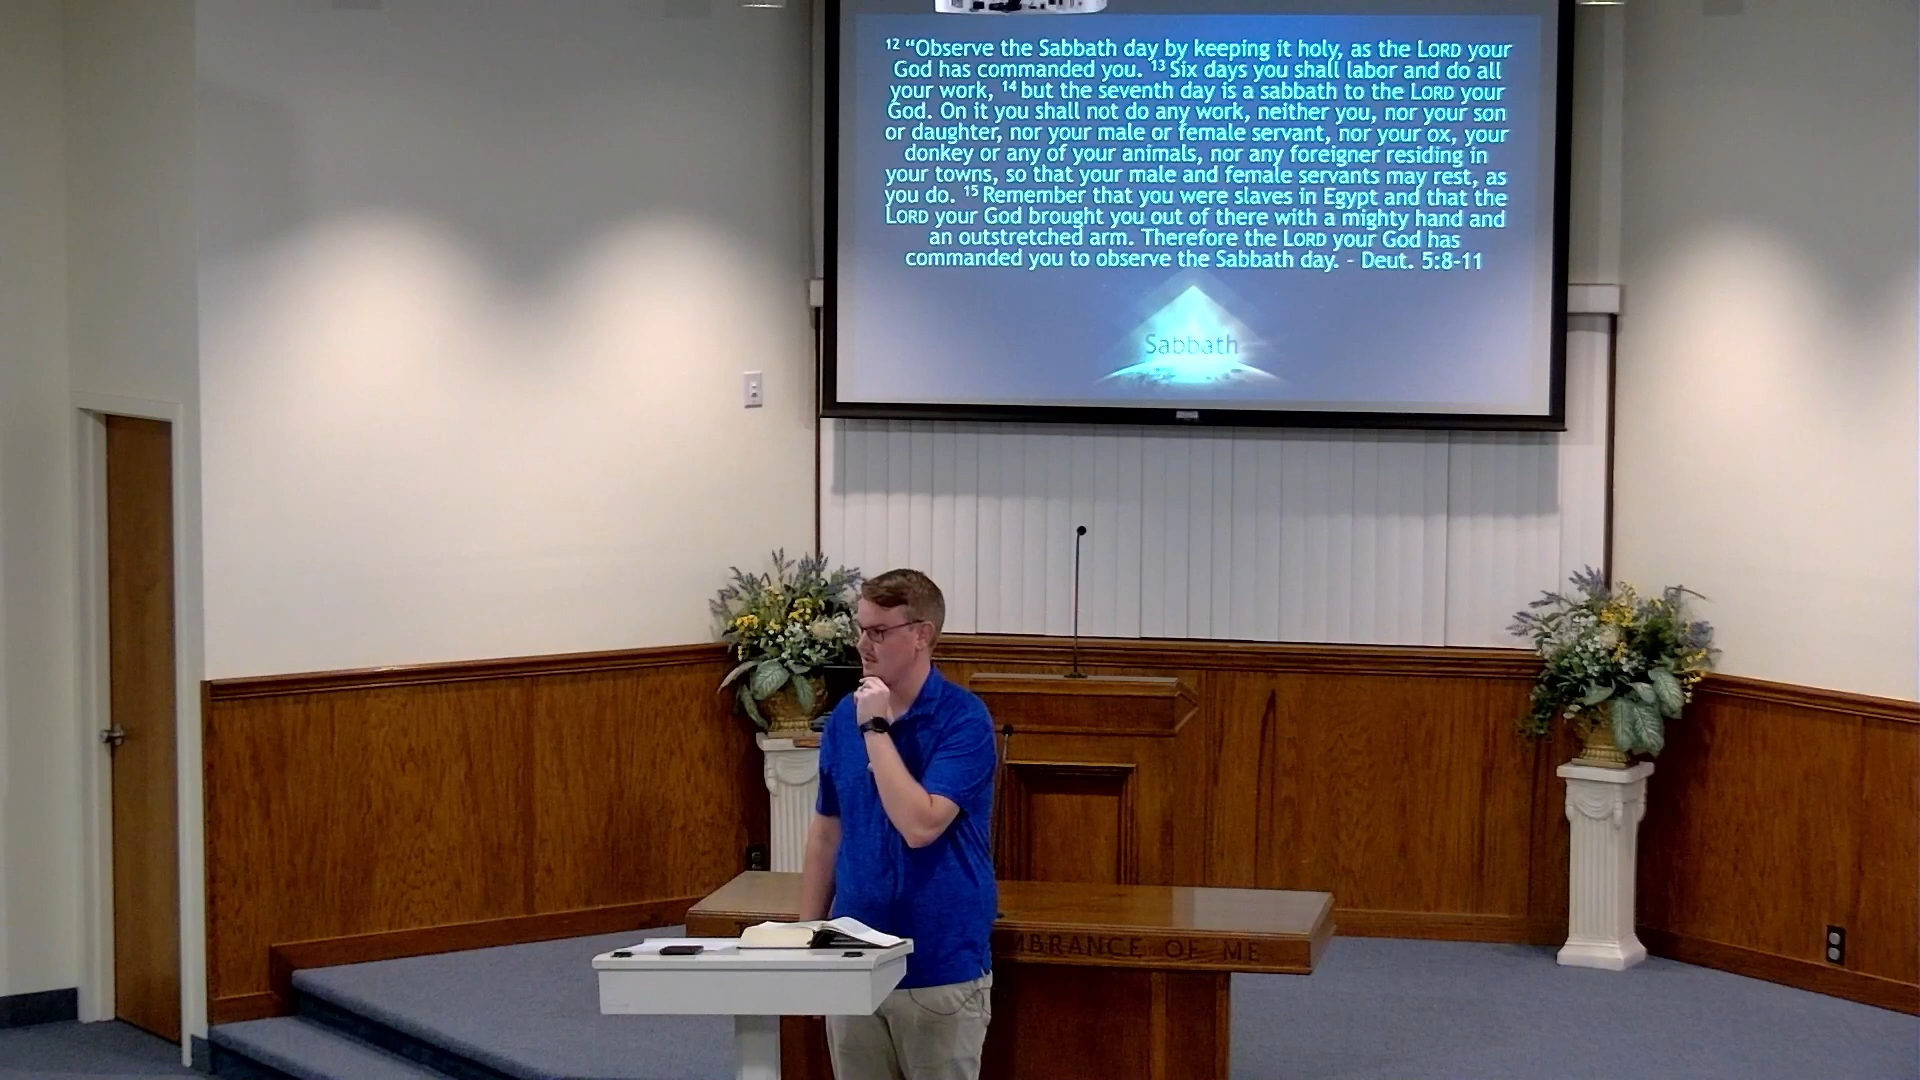 12 “Observe the Sabbath day by keeping it holy, as the LORD your
God has commanded you. 13 Six days you shall labor and do all
your work, 14 but the seventh day is a sabbath to the LORD your
God. On it you shall not do any work, neither you, nor your son
or daughter, nor your male or female servant, nor your ox, your
donkey or any of your animals, nor any foreigner residing in
your towns, so that your male and female servants may rest, as
you do. 15 Remember that you were slaves in Egypt and that the
LORD your God brought you out of there with a mighty hand and
an outstretched arm. Therefore the LORD your God has
commanded you to observe the Sabbath day. - Deut. 5:8-11
Sabbath
MBRANCE OF ME